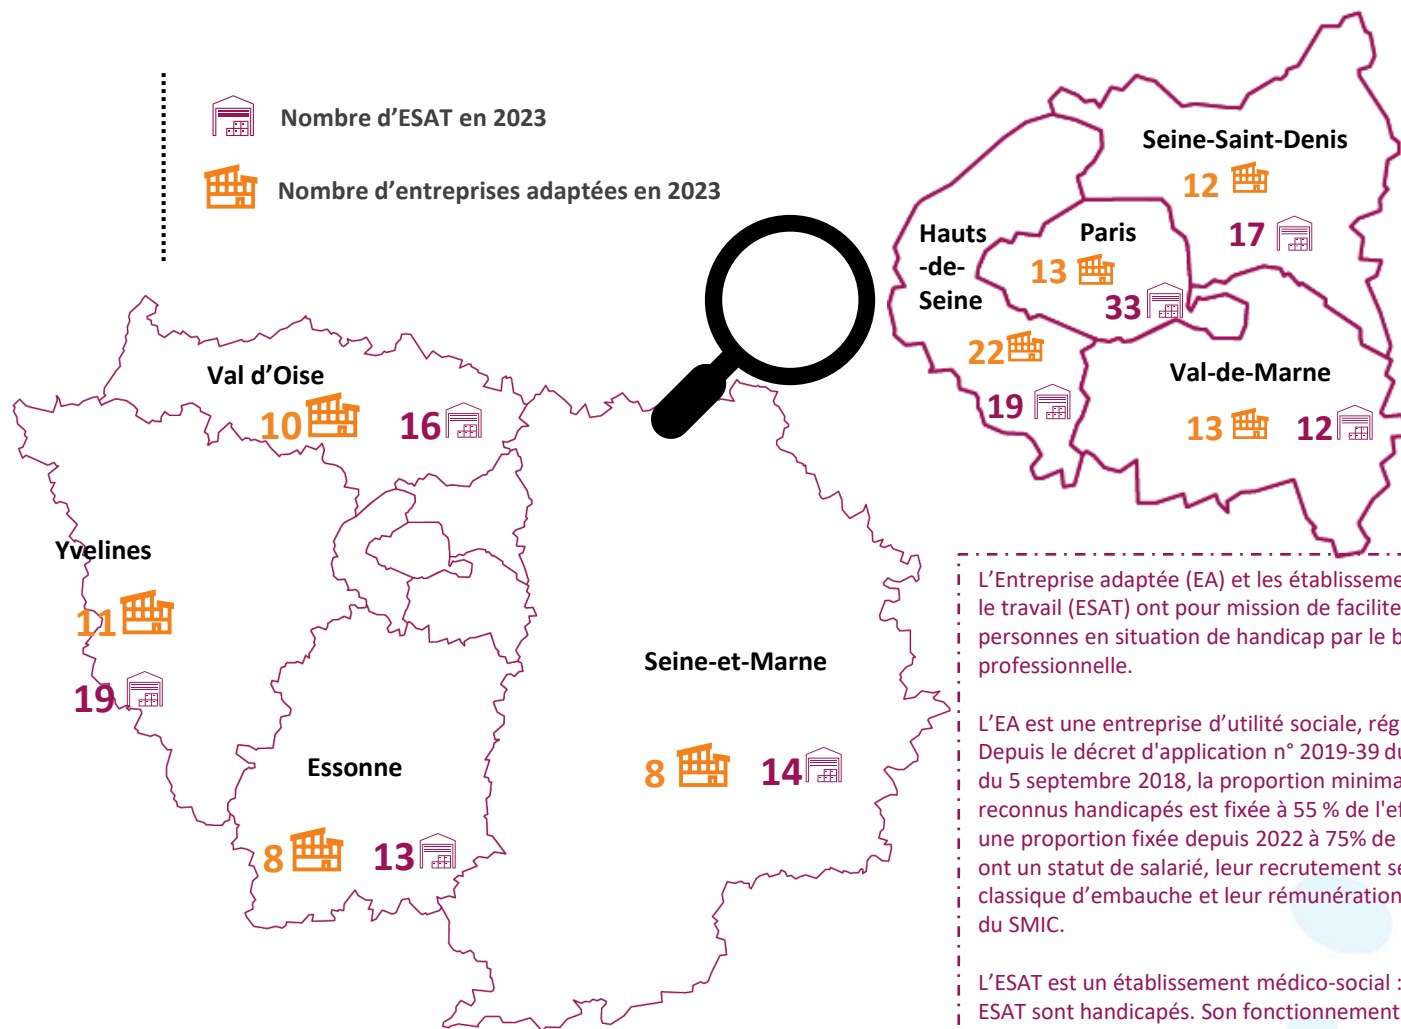 Nombre d'ESAT en 2023
Nombre d'entreprises adaptées en 2023
Seine-Saint-Denis
12
17
Hauts
-de-
Seine
22
19
Paris
13
33
Val-de-Marne
13 12
Val d'Oise
10 16
Yvelines
11
19
Essonne
8 13
Seine-et-Marne
8 14
L'Entreprise adaptée (EA) et les établisseme
le travail (ESAT) ont pour mission de facilite
personnes en situation de handicap par le b
professionnelle.
L'EA est une entreprise d'utilité sociale, rég
Depuis le décret d'application n° 2019-39 du
du 5 septembre 2018, la proportion minima
reconnus handicapés est fixée à 55 % de l'ef
une proportion fixée depuis 2022 à 75% de
ont un statut de salarié, leur recrutement se
classique d'embauche et leur rémunération
du SMIC.
L'ESAT est un établissement médico-social :
ESAT sont handicapés. Son fonctionnement